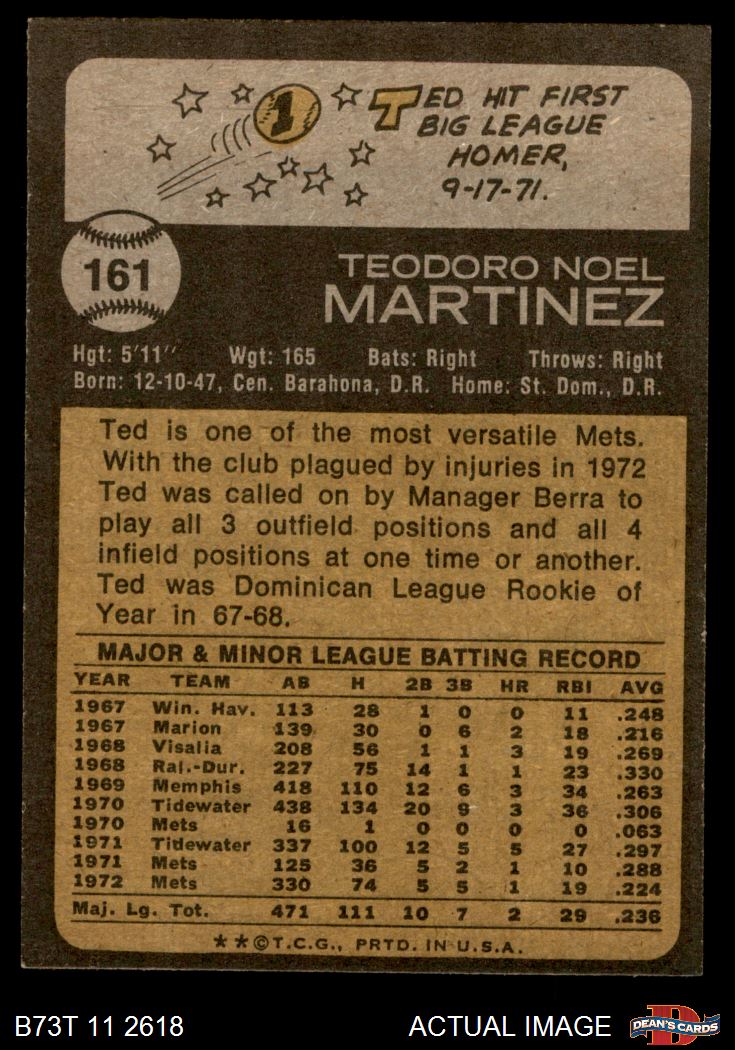 1
TED HIT FIRST
BIG LEAGUE
HOMER,
9-17-71.
161
TEODORO NOEL
MARTINEZ
Hgt: 5'11" Wgt: 165 Bats: Right Throws: Right
Born: 12-10-47, Cen. Barahona, D.R. Home: St. Dom., D.R.
Ted is one of the most versatile Mets.
With the club plagued by injuries in 1972
Ted was called on by Manager Berra to
play all 3 outfield positions and all 4
infield positions at one time or another.
Ted was Dominican League Rookie of
Year in 67-68.
MAJOR & MINOR LEAGUE BATTING RECORD
YEAR TEAM AB H 2B 3B HR RBI AVG
1967 Win. Hav. 113 28 1 0 0 11 .248
1967 Marion 139 30 0 6 2 18 .216
1968 Visalia 208 56 1 1 3 19 .269
1968 Ral.-Dur. 227 75 14 1 1 23 .330
1969 Memphis 418 110 12 6 3 34 .263
1970 Tidewater 438 134 20 9 3 36 .306
1970 Mets 16 1 0 0 0 0 .063
1971 Tidewater 337 100 12 5 5 27 .297
1971 Mets 125 36 5 2 1 10 .288
1972 Mets 330 74 5 5 1 19 .224
Maj. Lg. Tot. 471 111 10 7 2 29 .236
**©T.C.G., PRTD. IN U.S.A.
B73T 11 2618 ACTUAL IMAGE D DEAN'S CARDS